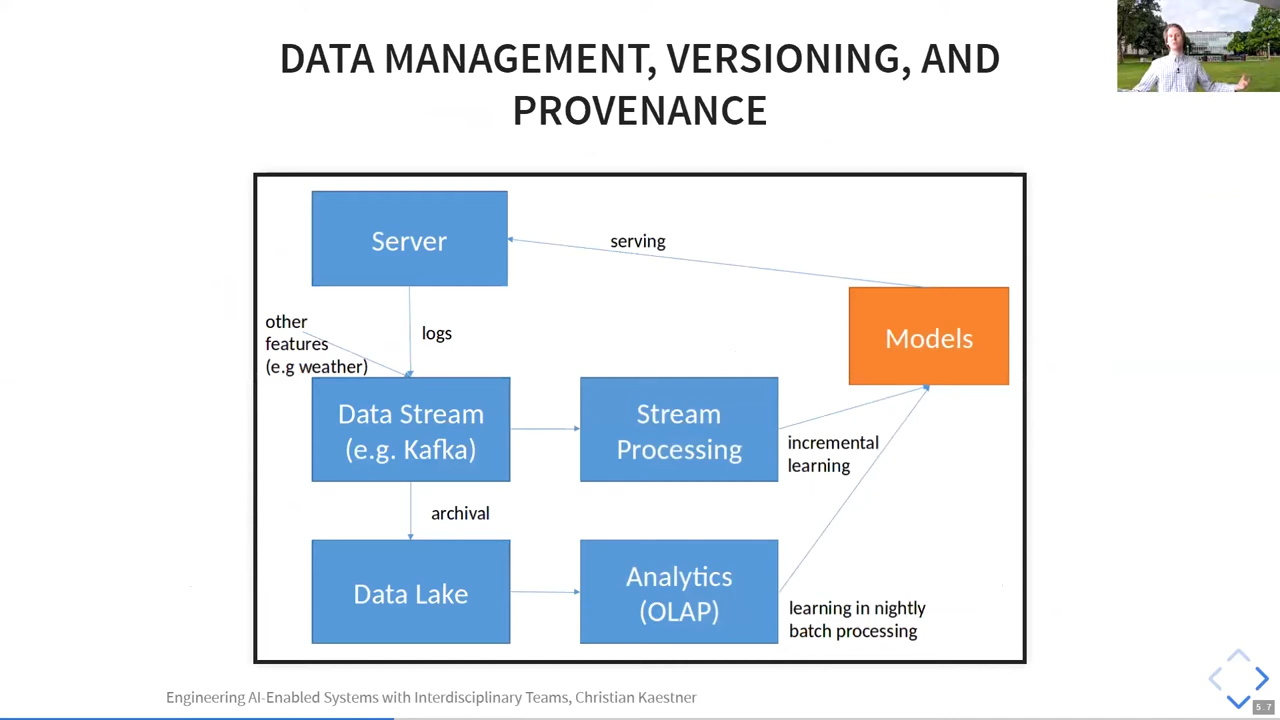 DATA MANAGEMENT, VERSIONING, AND
PROVENANCE
Server
serving
other
features
(e.g weather)
logs
Models
Data Stream
(e.g. Kafka)
Stream
Processing
incremental
learning
archival
Data Lake
Analytics
(OLAP)
learning in nightly
batch processing
Engineering AI-Enabled Systems with Interdisciplinary Teams, Christian Kaestner
5.7